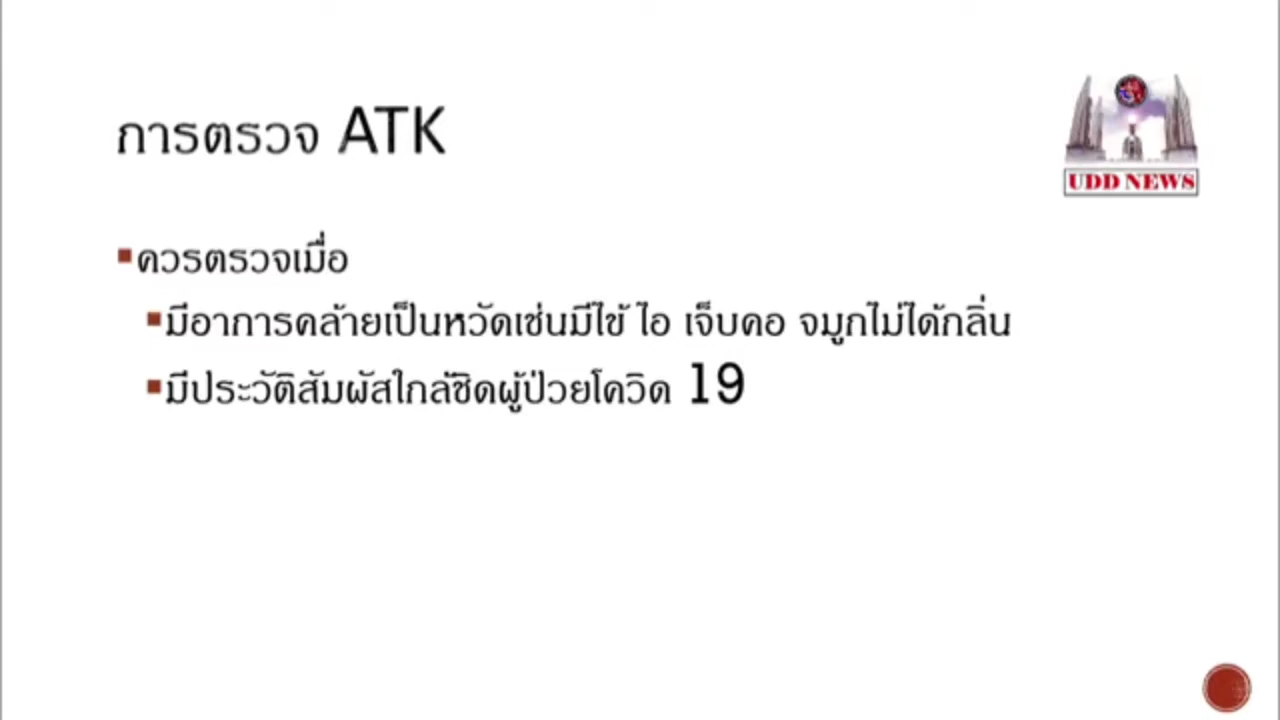 การตรวจ ATK
UDD NEWS
ควรตรวจเมื่อ
มีอาการคล้ายเป็นหวัดเช่นมีไข้ ไอ เจ็บคอ จมูกไม่ได้กลิ่น
มีประวัติสัมผัสใกล้ชิดผู้ป่วยโควิด 19